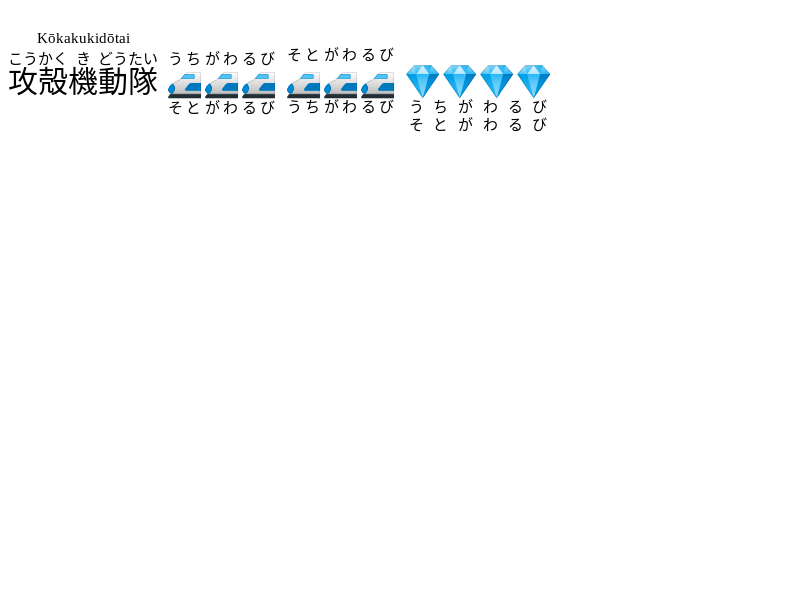 Kōkakukidōtai
こうかく き どうたい
攻殻機動隊
うちがわるび
🚅🚅🚅
そとがわるび
そとがわるび
🚅🚅🚅
うちがわるび
💎💎💎💎
うちがわるび
そとがわるび